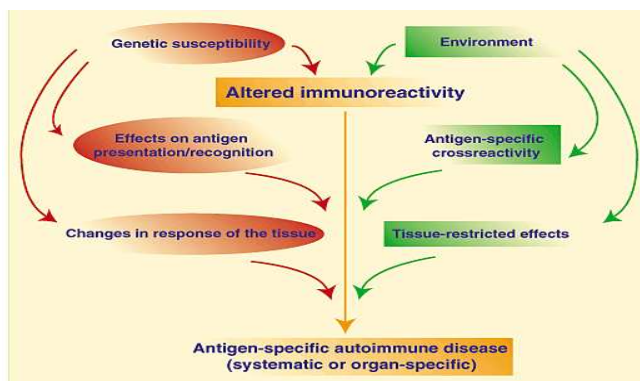 Genetic susceptibility
Environment
Altered immunoreactivity
Effects on antigen
presentation/recognition
Antigen-specific
crossreactivity
Changes in response of the tissue
Tissue-restricted effects
Antigen-specific autoimmune disease
(systematic or organ-specific)